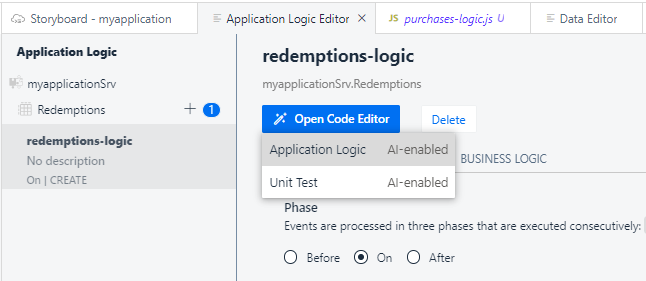 Storyboard - myapplication
Application Logic Editor ×
JS purchases-logic.js U
Data Editor
Application Logic
myapplicationSrv
Redemptions + 1
redemptions-logic
No description
On | CREATE
redemptions-logic
myapplicationSrv.Redemptions
Open Code Editor
Delete
Application Logic AI-enabled
Unit Test AI-enabled
BUSINESS LOGIC
Phase
Events are processed in three phases that are executed consecutively:
Before
On
After